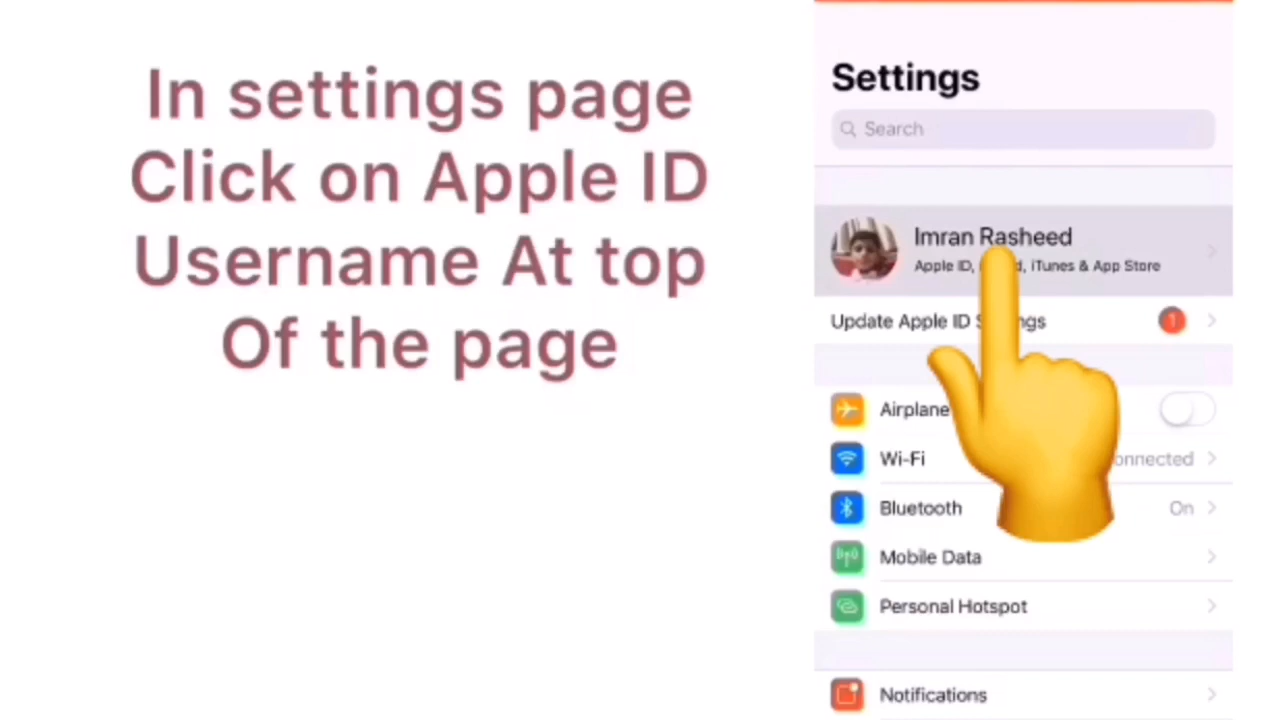 In settings page
Click on Apple ID
Username At top
Of the page
Settings
Search
Imran Rasheed
Apple ID, iTunes & App Store
Update Apple ID
1
Airplane
Wi-Fi
Bluetooth On
Mobile Data
Personal Hotspot
Notifications